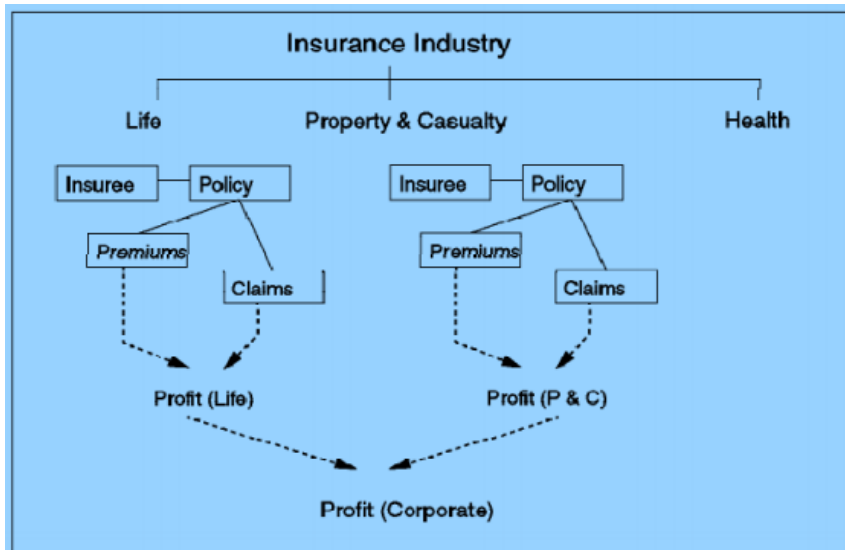 Insurance Industry
Life
Property & Casualty
Health
Insuree
Policy
Insuree
Policy
Premiums
Premiums
Claims
Claims
Profit (Life)
Profit (P & C)
Profit (Corporate)